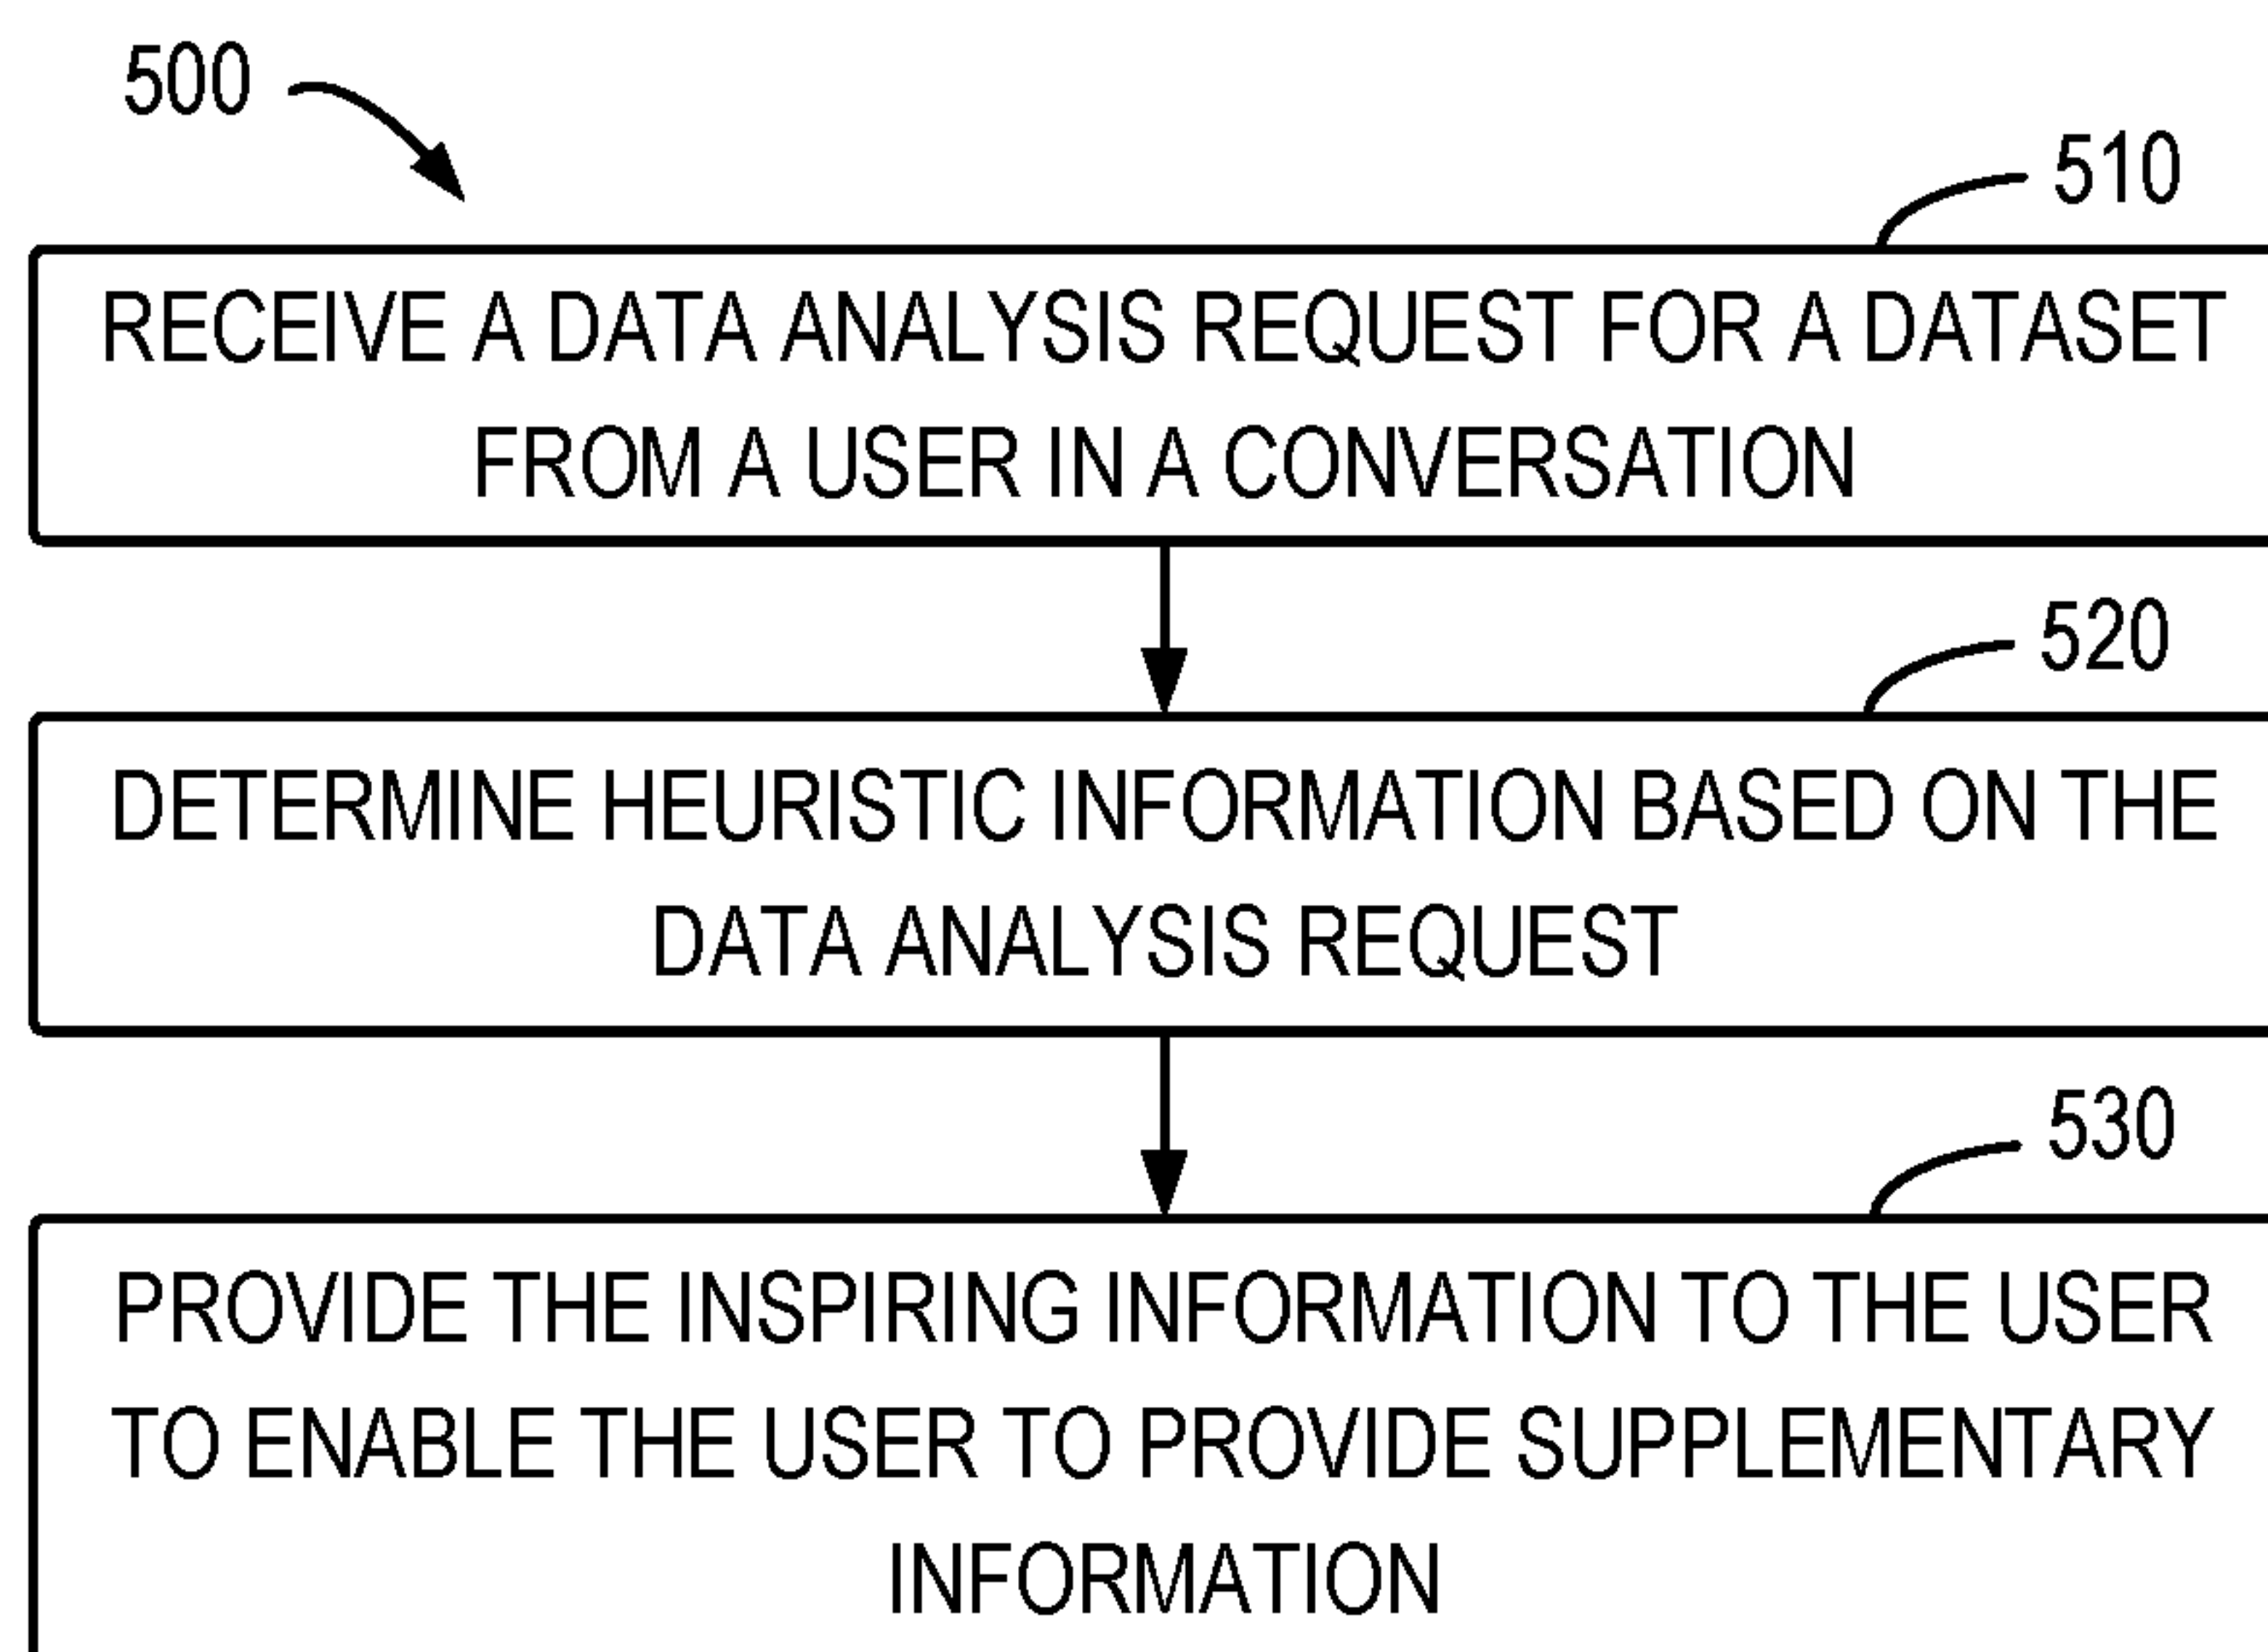 500
510
RECEIVE A DATA ANALYSIS REQUEST FOR A DATASET
FROM A USER IN A CONVERSATION
520
DETERMINE HEURISTIC INFORMATION BASED ON THE
DATA ANALYSIS REQUEST
530
PROVIDE THE INSPIRING INFORMATION TO THE USER
TO ENABLE THE USER TO PROVIDE SUPPLEMENTARY
INFORMATION